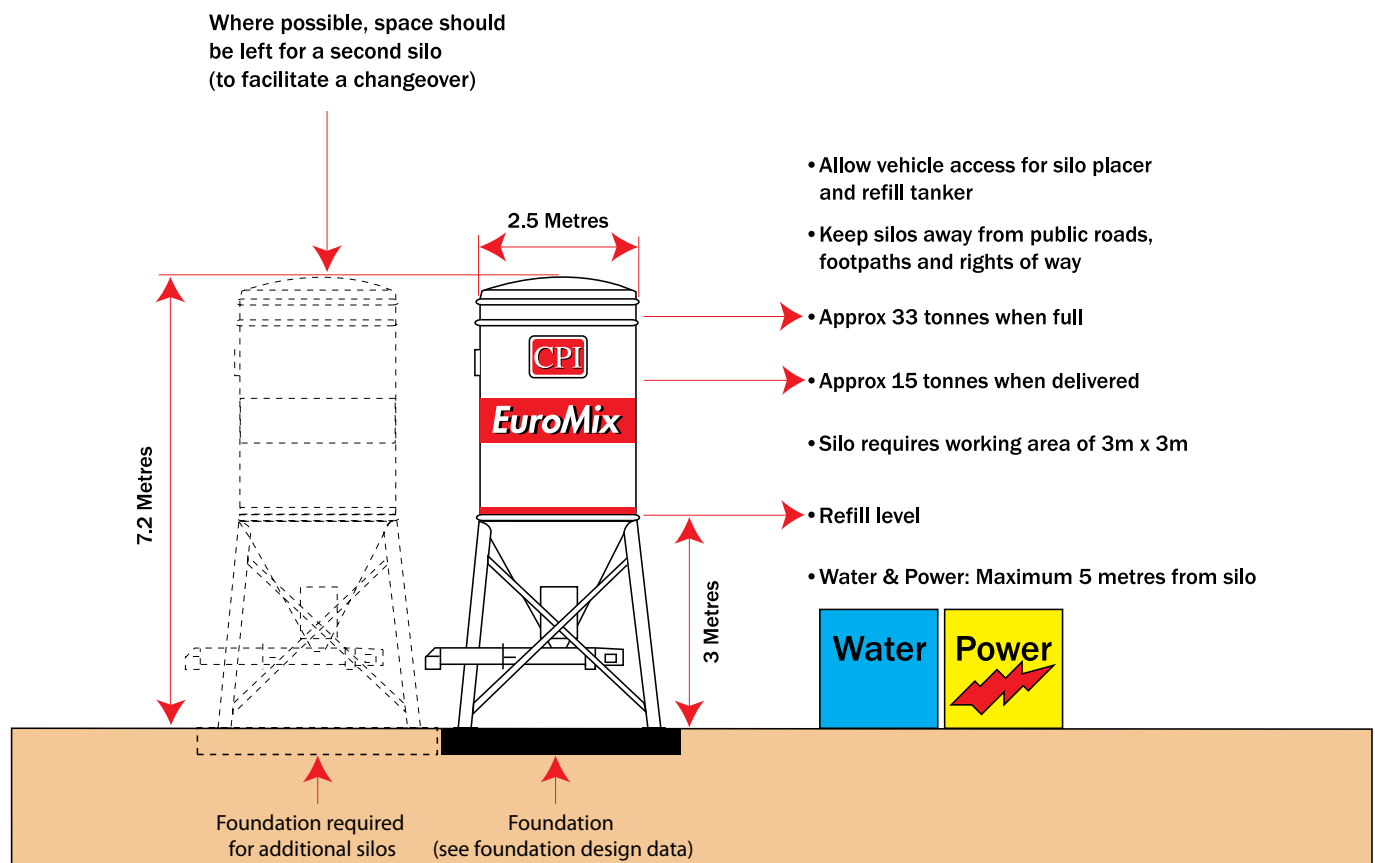 Where possible, space should
be left for a second silo
(to facilitate a changeover)
2.5 Metres
7.2 Metres
CPI
EuroMix
3 Metres
• Allow vehicle access for silo placer
and refill tanker
• Keep silos away from public roads,
footpaths and rights of way
• Approx 33 tonnes when full
• Approx 15 tonnes when delivered
• Silo requires working area of 3m x 3m
• Refill level
• Water & Power: Maximum 5 metres from silo
Water
Power
Foundation required
for additional silos
Foundation
(see foundation design data)